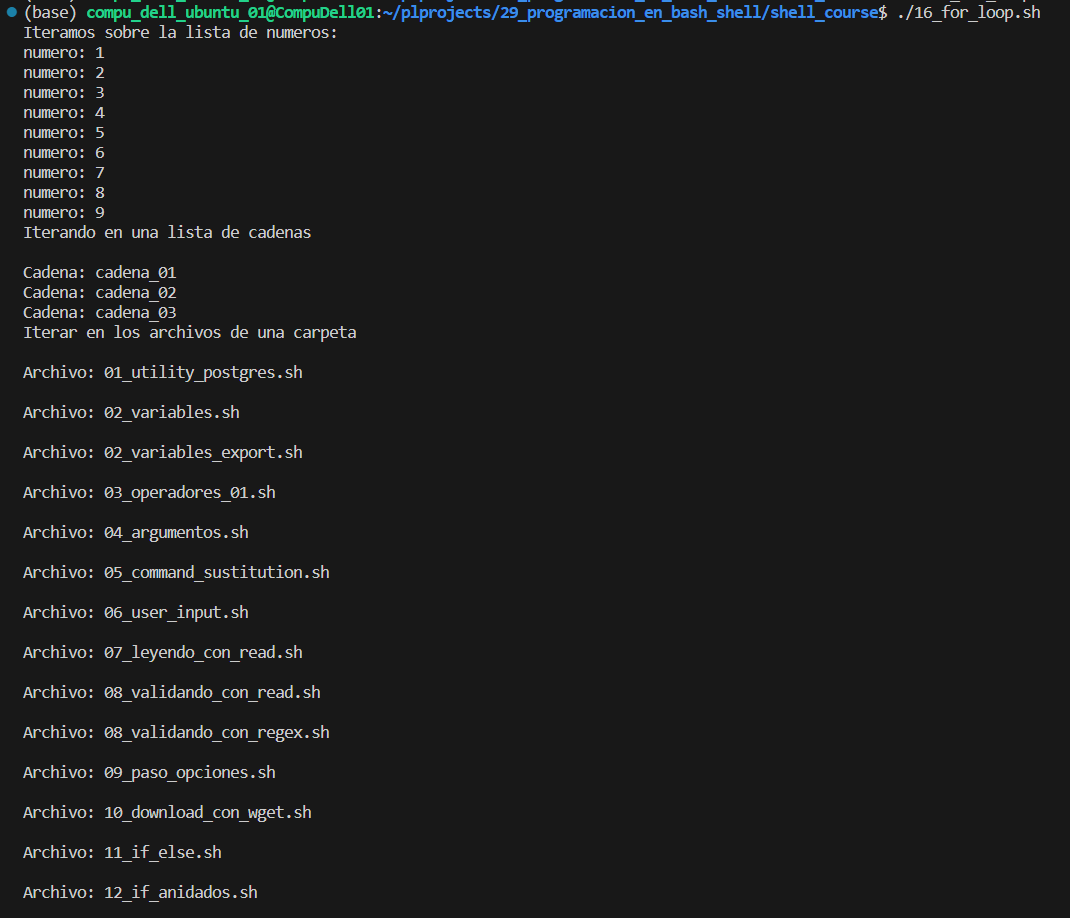 (base) compu_dell_ubuntu_01@CompuDell01:~/plprojects/29_programacion_en_bash_shell/shell_course$ ./16_for_loop.sh
Iteramos sobre la lista de numeros:
numero: 1
numero: 2
numero: 3
numero: 4
numero: 5
numero: 6
numero: 7
numero: 8
numero: 9
Iterando en una lista de cadenas
Cadena: cadena_01
Cadena: cadena_02
Cadena: cadena_03
Iterar en los archivos de una carpeta
Archivo: 01_utility_postgres.sh
Archivo: 02_variables.sh
Archivo: 02_variables_export.sh
Archivo: 03_operadores_01.sh
Archivo: 04_argumentos.sh
Archivo: 05_command_sustitution.sh
Archivo: 06_user_input.sh
Archivo: 07_leyendo_con_read.sh
Archivo: 08_validando_con_read.sh
Archivo: 08_validando_con_regex.sh
Archivo: 09_paso_opciones.sh
Archivo: 10_download_con_wget.sh
Archivo: 11_if_else.sh
Archivo: 12_if_anidados.sh